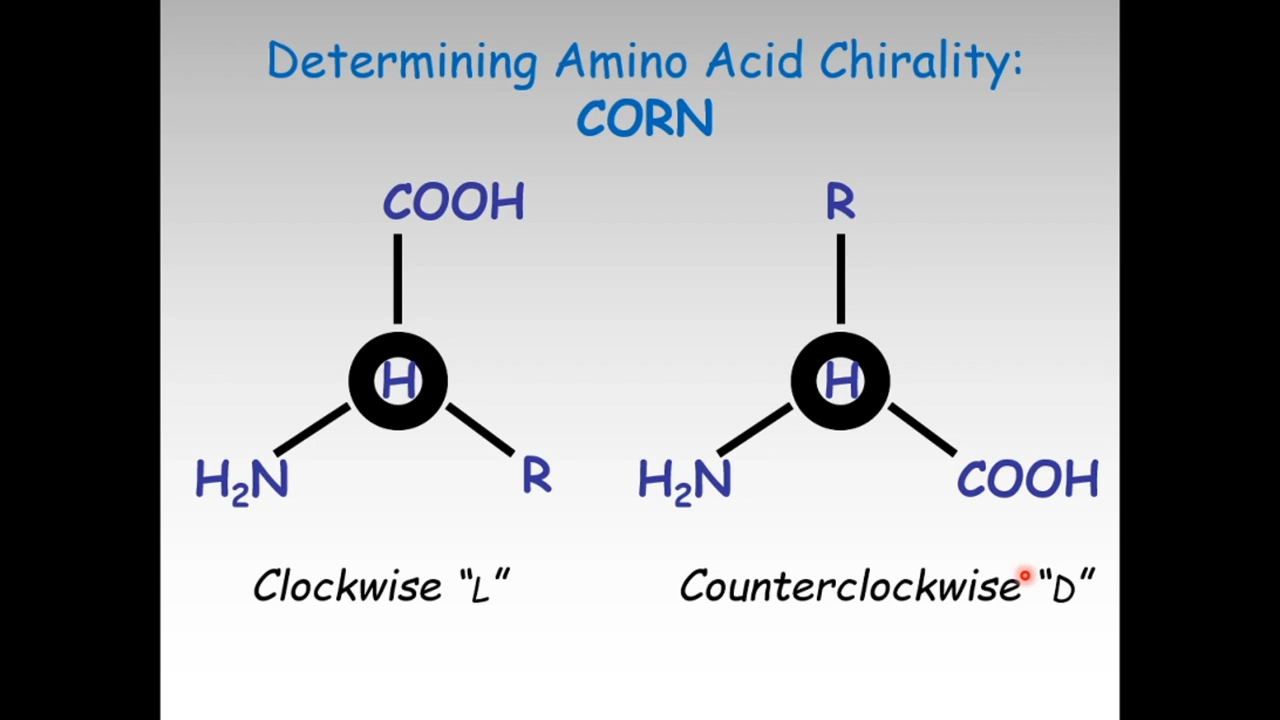 Determining Amino Acid Chirality:
CORN
COOH
H
H₂N
R
R
H
H₂N
COOH
Clockwise “L”
Counterclockwise “D”